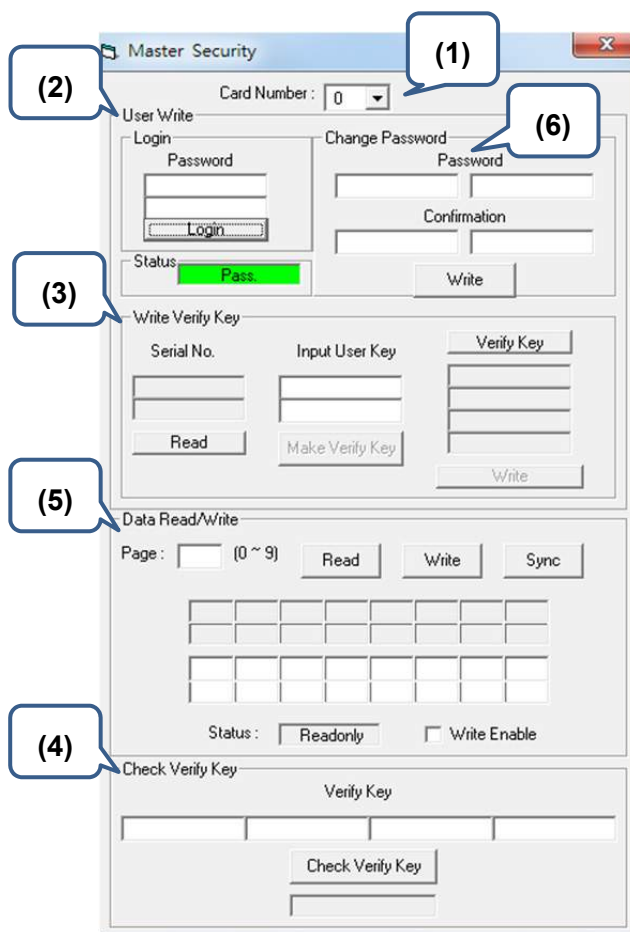 Master Security
x
(1)
(2)
Card Number : 0
User Write
(6)
Login
Change Password
Password
Password
Confirmation
Login
Status
Pass.
Write
(3)
Write Verify Key
Serial No.
Input User Key
Verify Key
Read
Make Verify Key
Write
(5)
Data Read/Write
Page : (0 ~ 9) Read Write Sync
Status : Readonly Write Enable
(4)
Check Verify Key
Verify Key
Check Verify Key